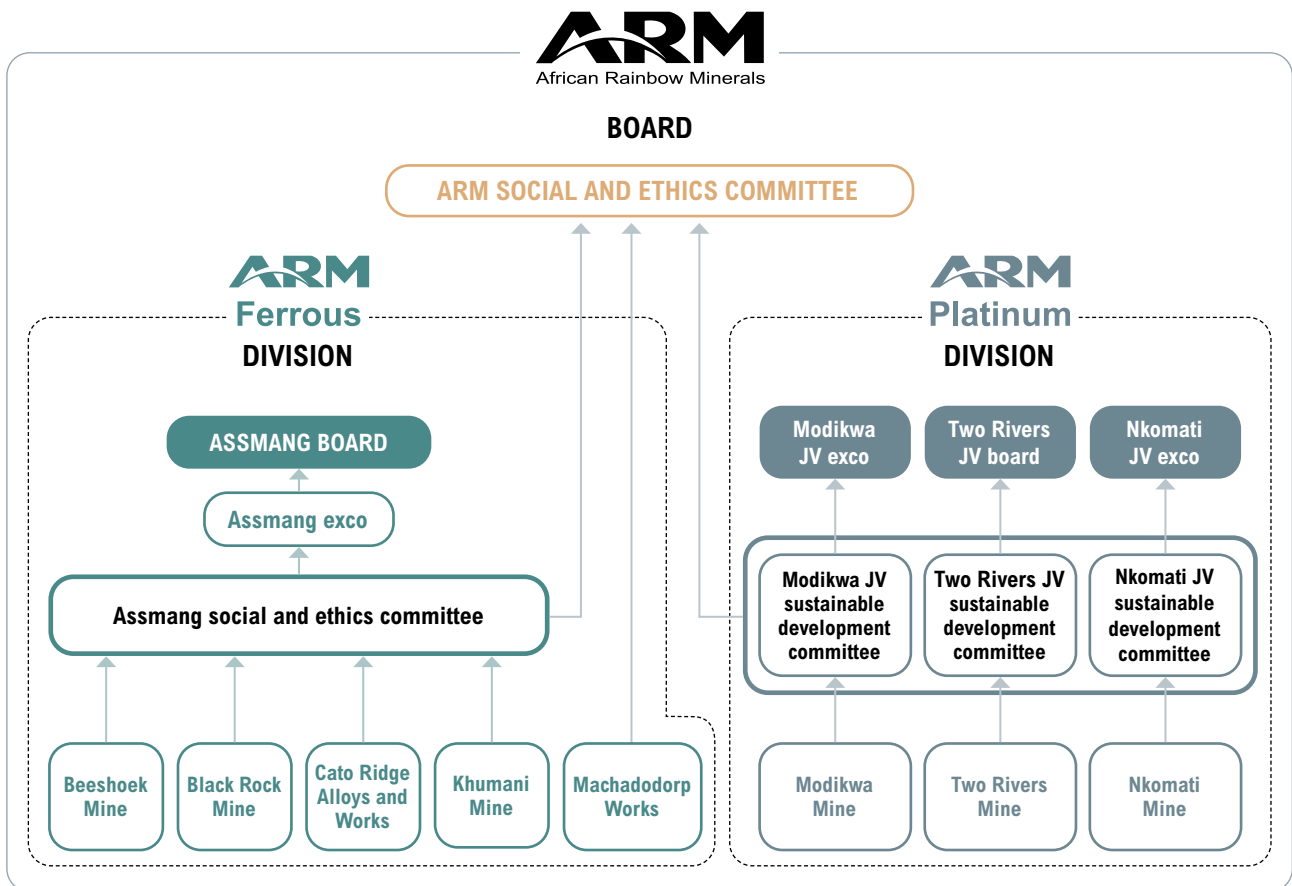 ARM
African Rainbow Minerals
BOARD
ARM SOCIAL AND ETHICS COMMITTEE
ARM
Ferrous
DIVISION
ASSMANG BOARD
Assmang exco
Assmang social and ethics committee
Beeshoek
Mine
Black Rock
Mine
Cato Ridge
Alloys and
Works
Khumani
Mine
Machadodorp
Works
ARM
Platinum
DIVISION
Modikwa
JV exco
Two Rivers
JV board
Nkomati
JV exco
Modikwa JV
sustainable
development
committee
Two Rivers JV
sustainable
development
committee
Nkomati JV
sustainable
development
committee
Modikwa
Mine
Two Rivers
Mine
Nkomati
Mine